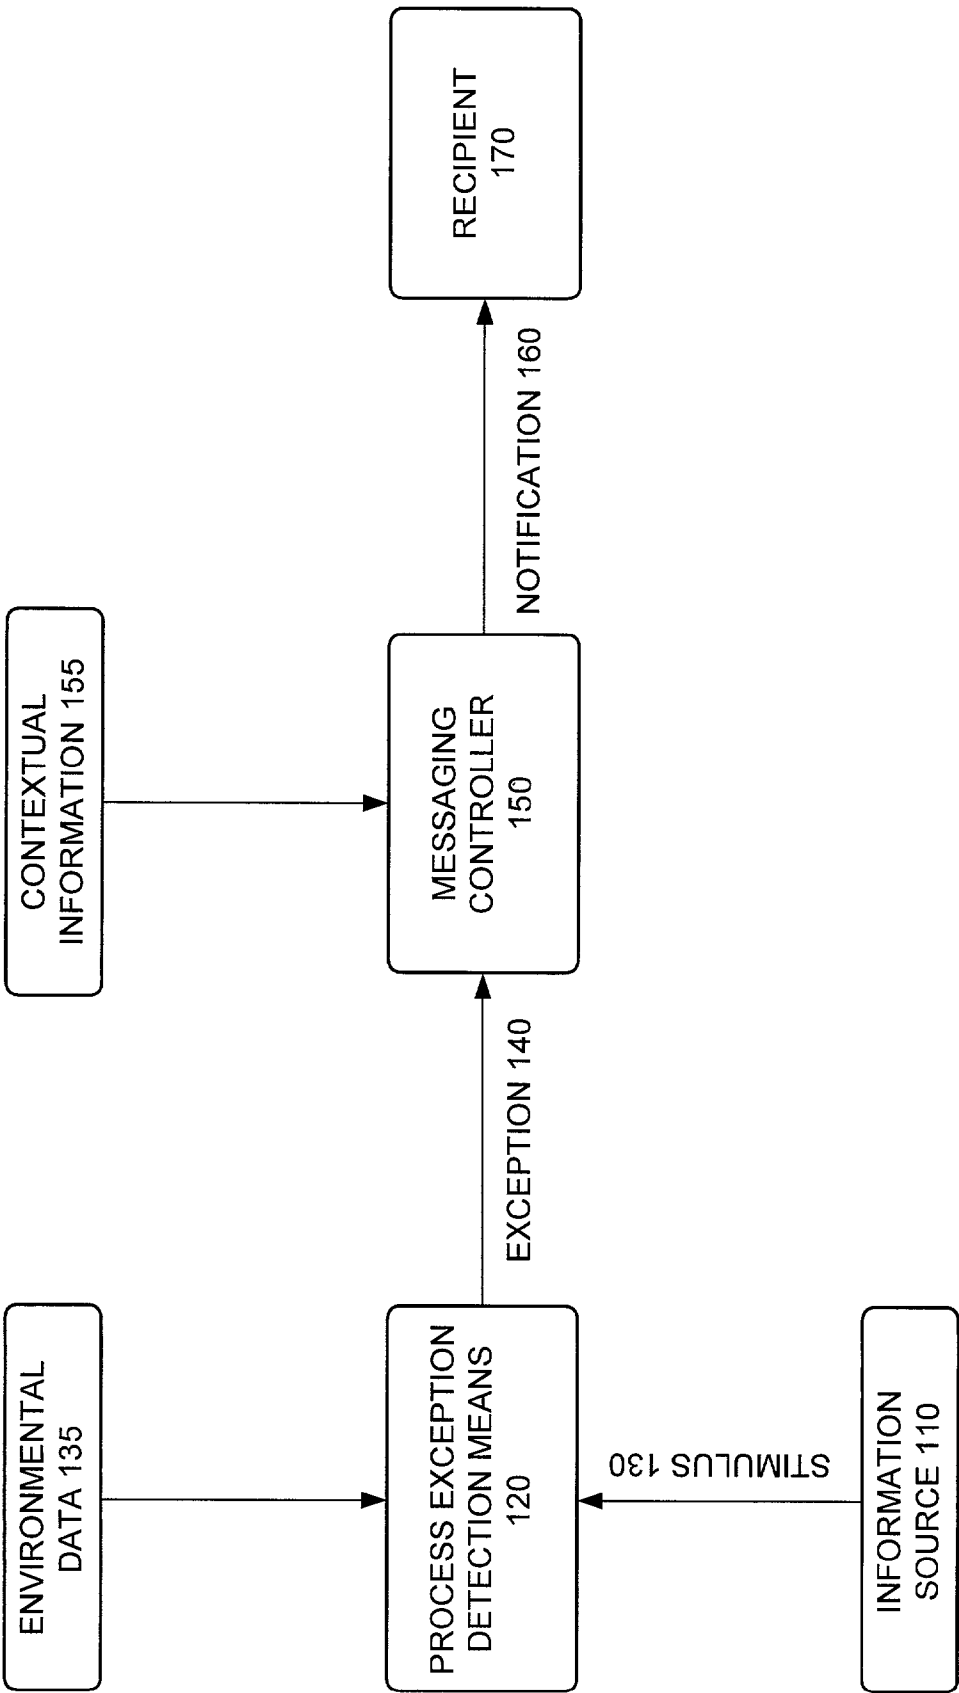 ENVIRONMENTAL
DATA 135
PROCESS EXCEPTION
DETECTION MEANS
120
STIMULUS 130
INFORMATION
SOURCE 110
EXCEPTION 140
CONTEXTUAL
INFORMATION 155
MESSAGING
CONTROLLER
150
NOTIFICATION 160
RECIPIENT
170